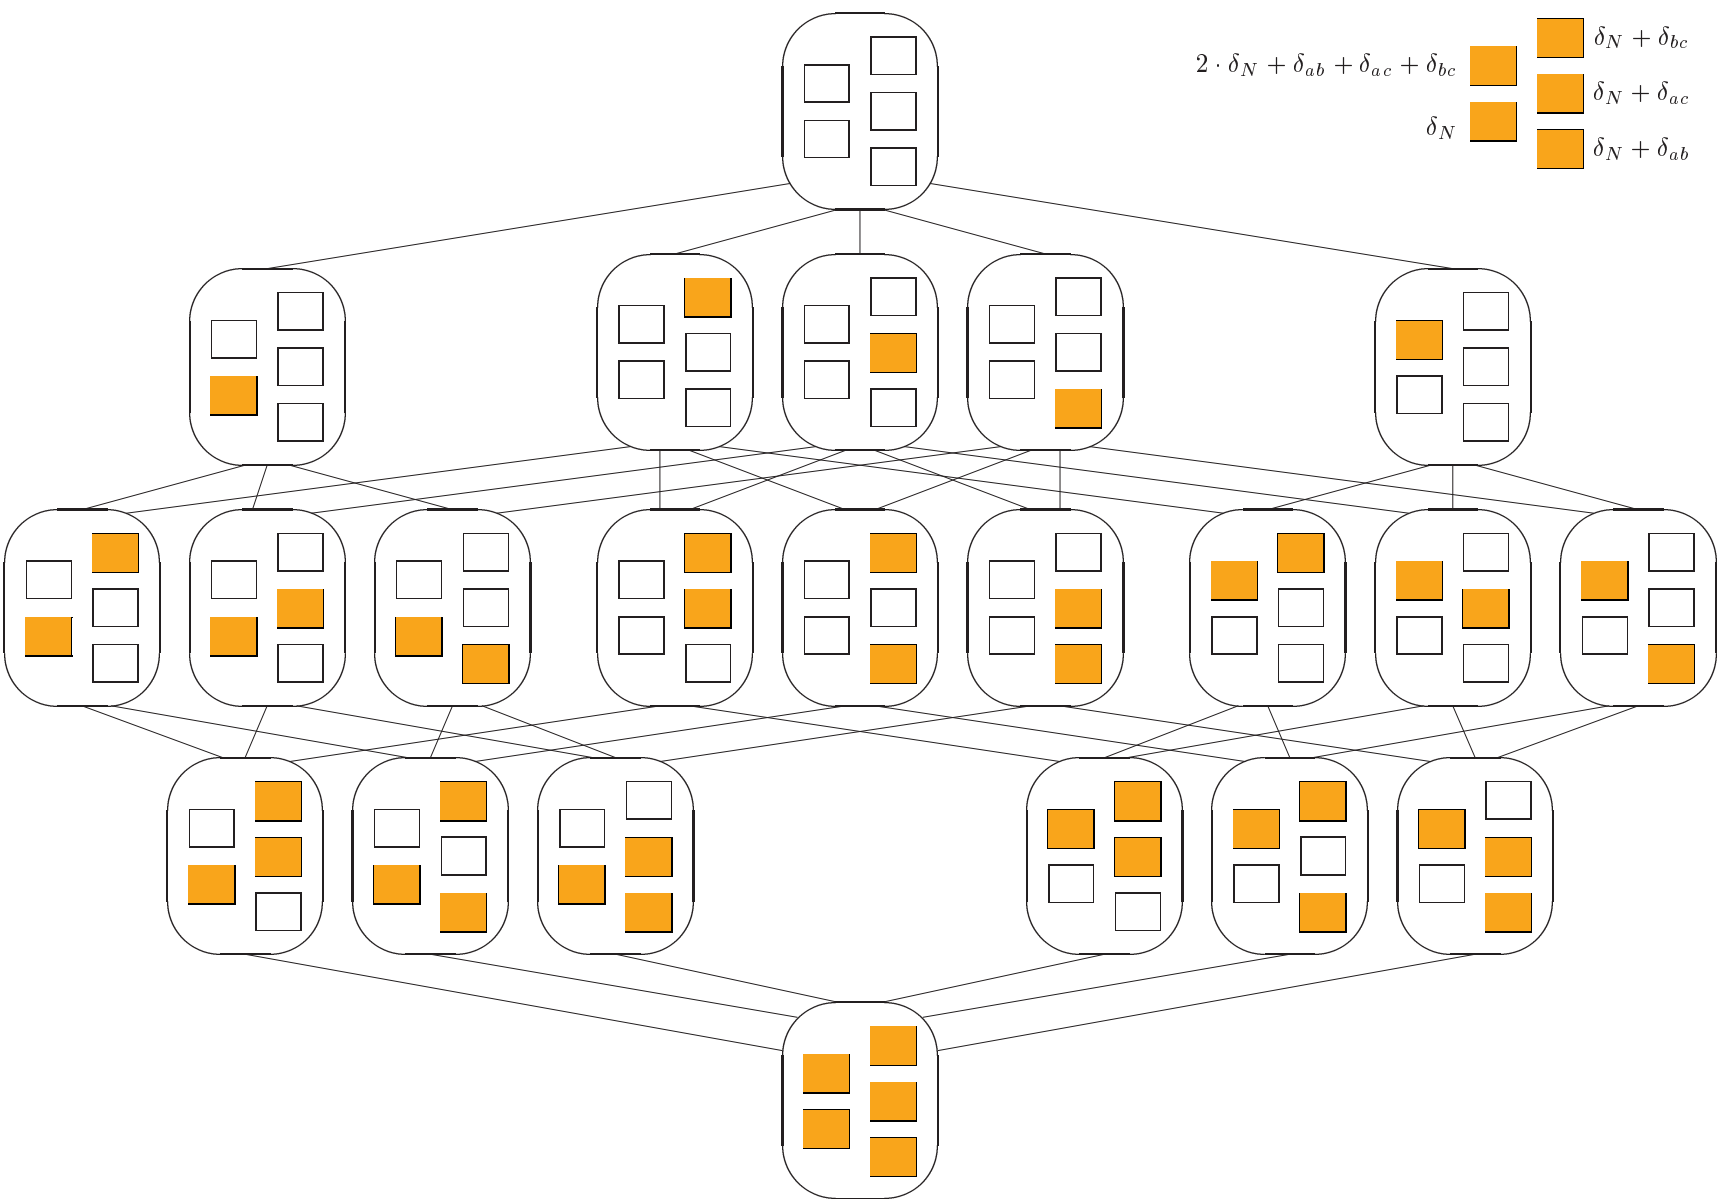 2 · δ_N + δ_ab + δ_ac + δ_bc
δ_N
δ_N + δ_bc
δ_N + δ_ac
δ_N + δ_ab